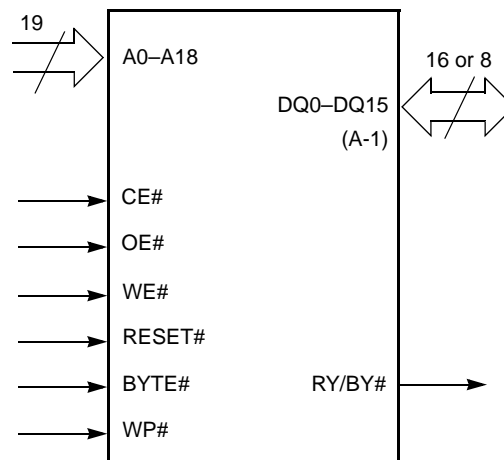 19
A0–A18
16 or 8
DQ0–DQ15
(A-1)
CE#
OE#
WE#
RESET#
BYTE#
RY/BY#
WP#